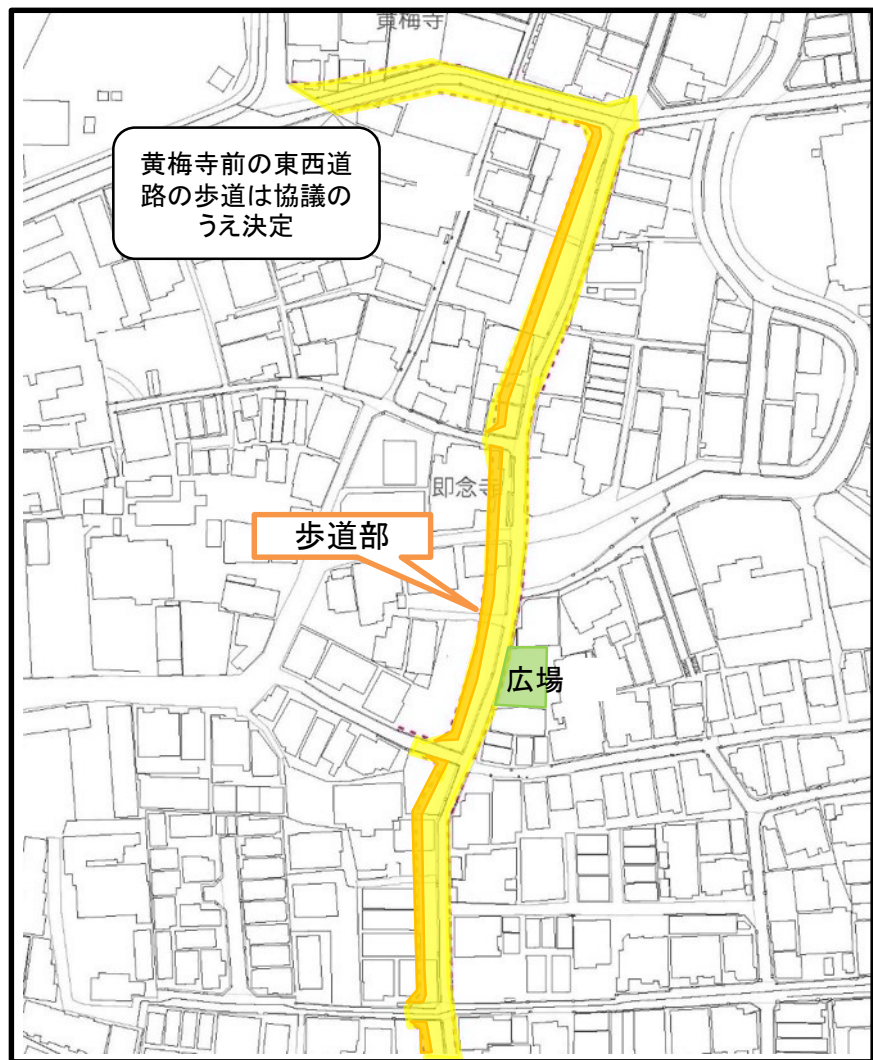 黄梅寺
黄梅寺前の東西道
路の歩道は協議の
うえ決定
即念寺
歩道部
広場